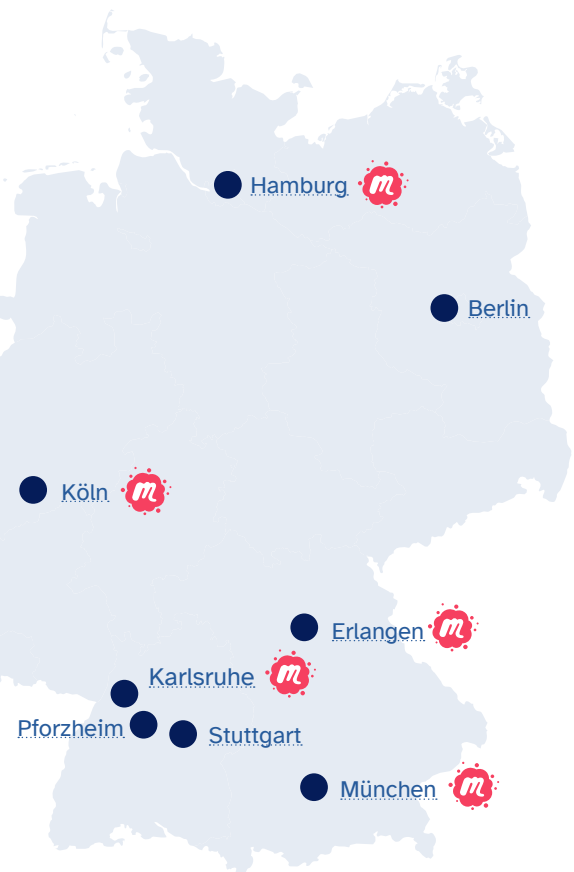 Hamburg m
Berlin
Köln m
Erlangen m
Karlsruhe m
Pforzheim
Stuttgart
München m